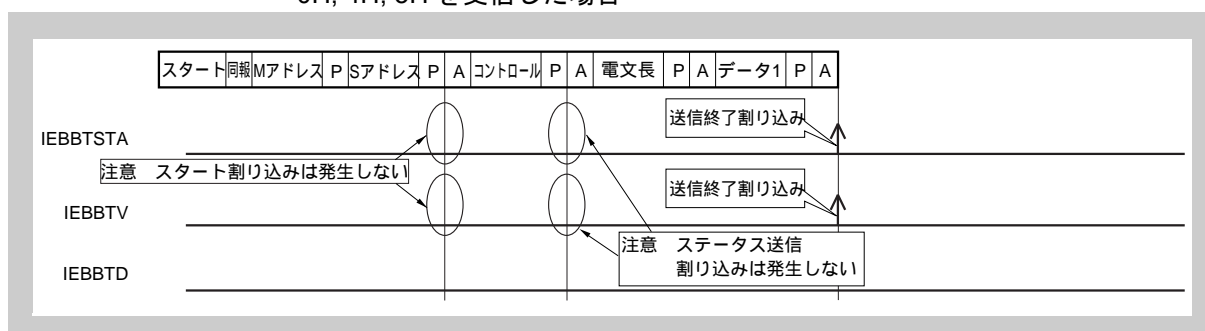 スタート 同報 Mアドレス P Sアドレス P A コントロール P A 電文長 P A データ1 P A
送信終了割り込み
IEBBTSTA
注意 スタート割り込みは発生しない
送信終了割り込み
IEBBTV
注意 ステータス送信
割り込みは発生しない
IEBBTD